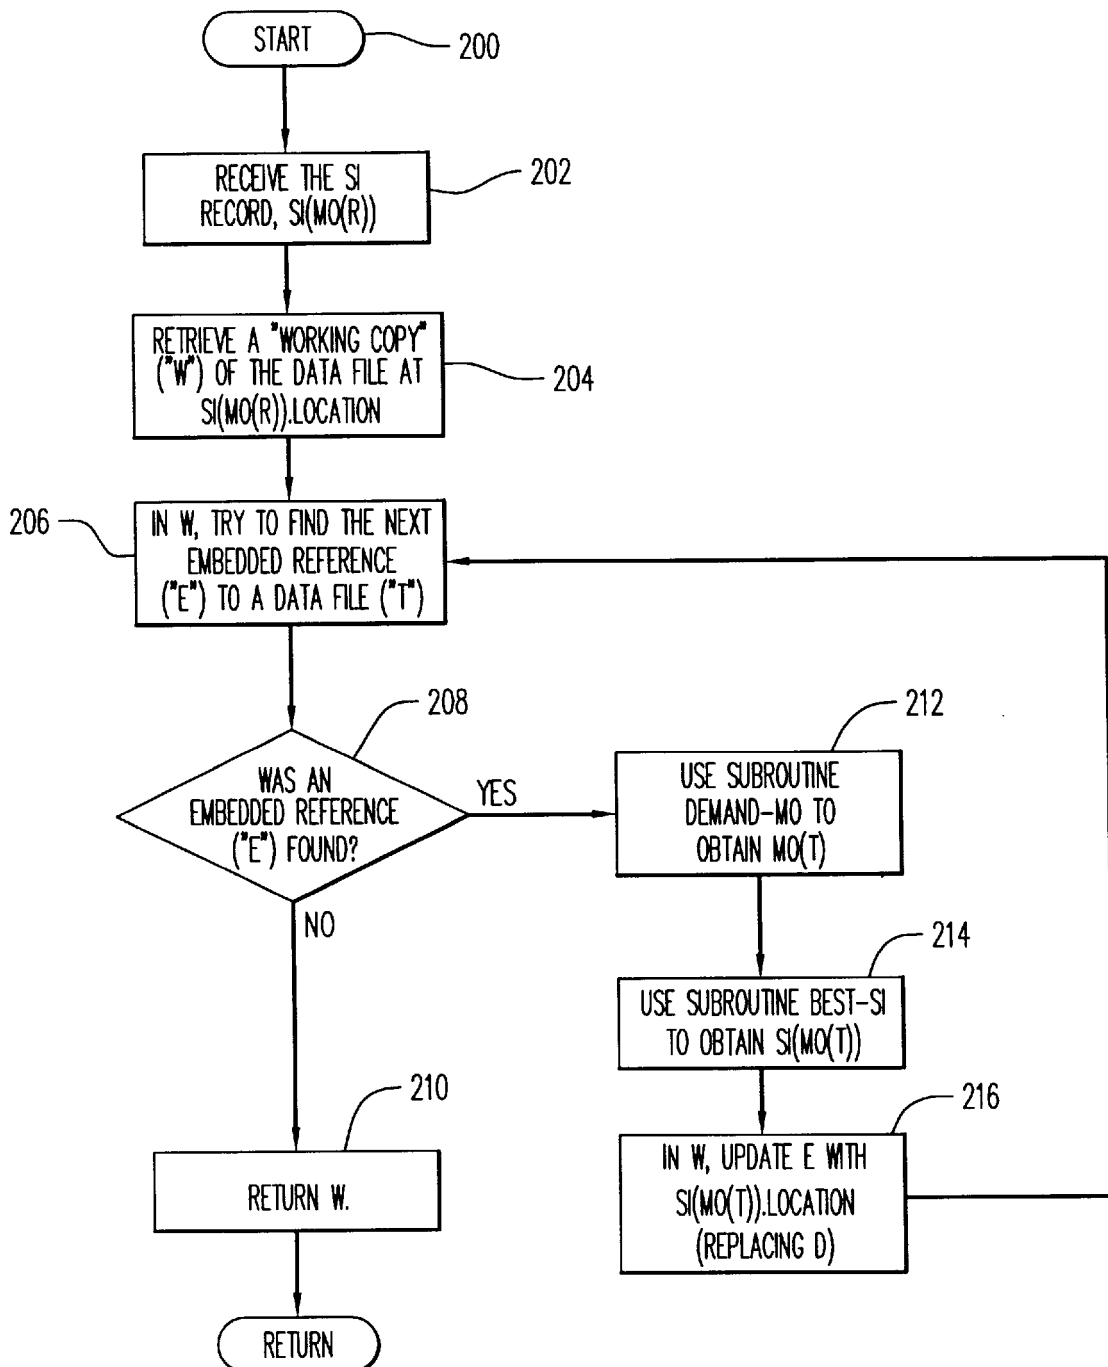 START
200
RECEIVE THE SI
RECORD, SI(MO(R))
202
RETRIEVE A "WORKING COPY"
("W") OF THE DATA FILE AT
SI(MO(R)).LOCATION
204
206
IN W, TRY TO FIND THE NEXT
EMBEDDED REFERENCE
("E") TO A DATA FILE ("T")
208
WAS AN
EMBEDDED REFERENCE
("E") FOUND?
YES
NO
212
USE SUBROUTINE
DEMAND-MO TO
OBTAIN MO(T)
214
USE SUBROUTINE BEST-SI
TO OBTAIN SI(MO(T))
216
IN W, UPDATE E WITH
SI(MO(T)).LOCATION
(REPLACING D)
210
RETURN W.
RETURN